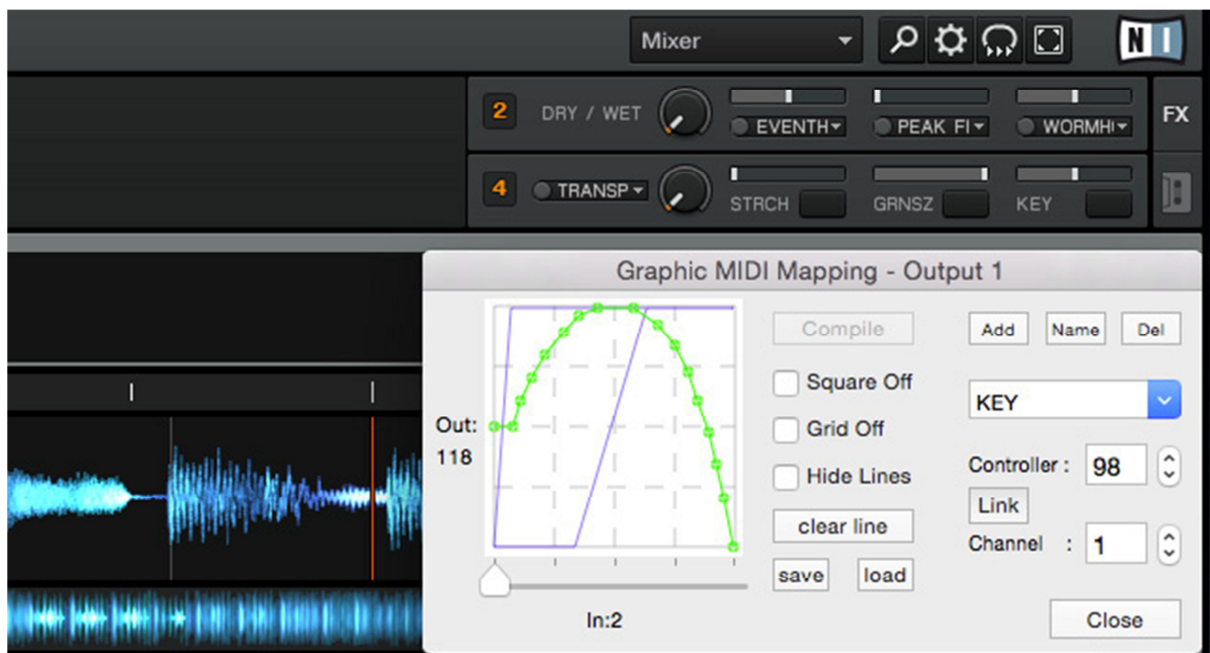 Mixer
NI
2 DRY / WET EVENTH PEAK FI WORMH FX
4 TRANSP STRCH GRNSZ KEY
Graphic MIDI Mapping - Output 1
Compile Add Name Del
Square Off
KEY
Out:
118
Grid Off
Hide Lines
Controller : 98
Link
clear line
Channel : 1
save load
In:2
Close